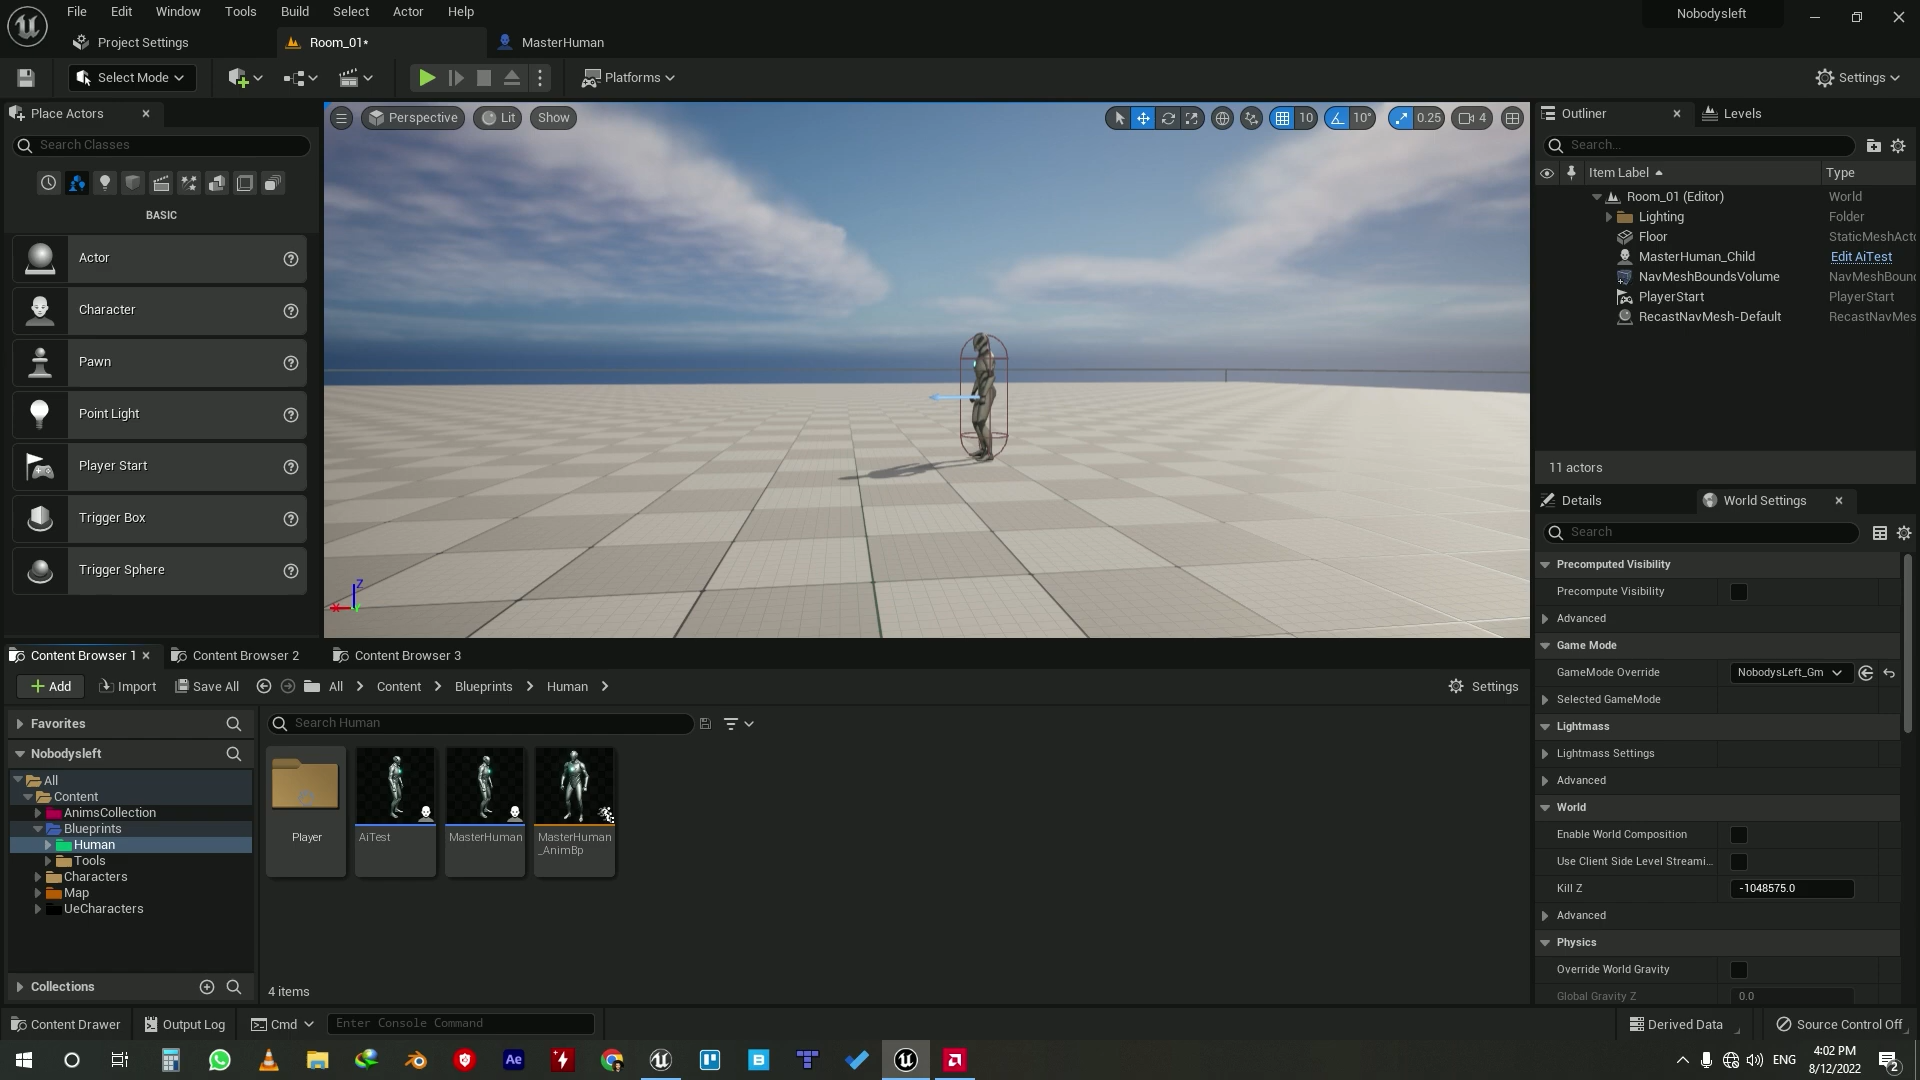 File Edit Window Tools Build Select Actor Help
Nobodysleft
Project Settings
Room_01*
MasterHuman
Select Mode
Platforms
Settings
Place Actors
Search Classes
BASIC
Actor
Character
Pawn
Point Light
Player Start
Trigger Box
Trigger Sphere
Perspective
Lit
Show
10
10°
0.25
4
Z
X
Y
Outliner
Levels
Search...
Item Label Type
Room_01 (Editor) World
Lighting Folder
Floor StaticMeshActo
MasterHuman_Child Edit AiTest
NavMeshBoundsVolume NavMeshBound
PlayerStart PlayerStart
RecastNavMesh-Default RecastNavMes
11 actors
Details
World Settings
Search
Precomputed Visibility
Precompute Visibility
Advanced
Game Mode
GameMode Override NobodysLeft_Gm
Selected GameMode
Lightmass
Lightmass Settings
Advanced
World
Enable World Composition
Use Client Side Level Streami...
Kill Z -1048575.0
Advanced
Physics
Override World Gravity
Global Gravity Z 0.0
Content Browser 1
Content Browser 2
Content Browser 3
Add
Import
Save All
All
Content
Blueprints
Human
Settings
Favorites
Nobodysleft
All
Content
AnimsCollection
Blueprints
Human
Tools
Characters
Map
UeCharacters
Collections
Search Human
Player
AiTest
MasterHuman
MasterHuman
_AnimBp
4 items
Content Drawer
Output Log
Cmd
Enter Console Command
Derived Data
Source Control Off
Ae
B
ENG
4:02 PM
8/12/2022
2